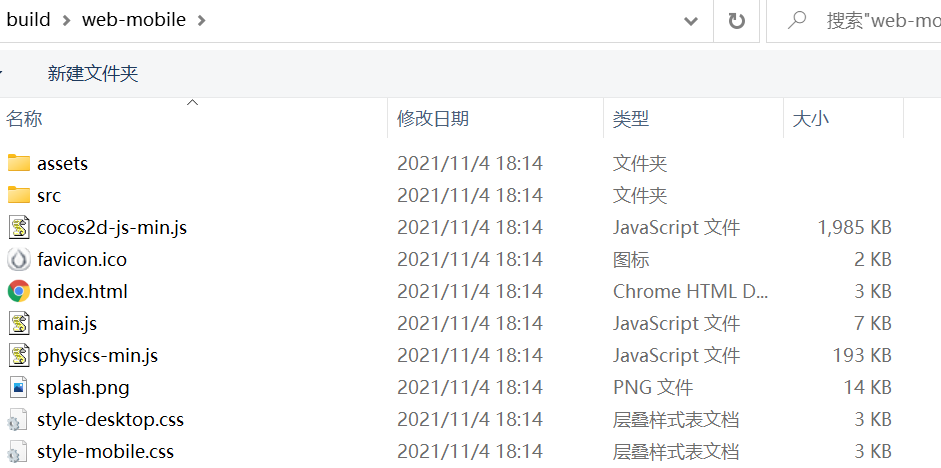 build > web-mobile >
搜索"web-mo
新建文件夹
名称 修改日期 类型 大小
assets 2021/11/4 18:14 文件夹
src 2021/11/4 18:14 文件夹
cocos2d-js-min.js 2021/11/4 18:14 JavaScript 文件 1,985 KB
favicon.ico 2021/11/4 18:14 图标 2 KB
index.html 2021/11/4 18:14 Chrome HTML D... 3 KB
main.js 2021/11/4 18:14 JavaScript 文件 7 KB
physics-min.js 2021/11/4 18:14 JavaScript 文件 193 KB
splash.png 2021/11/4 18:14 PNG 文件 14 KB
style-desktop.css 2021/11/4 18:14 层叠样式表文档 3 KB
style-mobile.css 2021/11/4 18:14 层叠样式表文档 3 KB